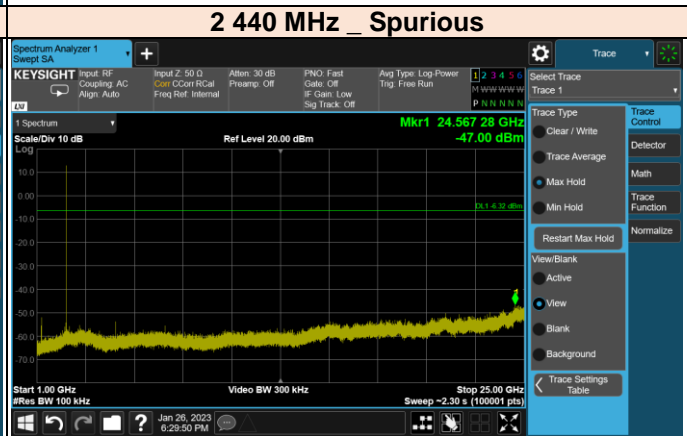 2 440 MHz _ Spurious
Spectrum Analyzer 1
Swept SA
+
Trace
KEYSIGHT
Input: RF
Coupling: AC
Align: Auto
Input Z: 50 Ω
Corr CCorr RCal
Freq Ref: Internal
Atten: 30 dB
Preamp: Off
PNO: Fast
Gate: Off
IF Gain: Low
Sig Track: Off
Avg Type: Log-Power
Trig: Free Run
1 2 3 4 5 6
M W W W W W
P N N N N N
LXI
Select Trace
Trace 1
1 Spectrum
Mkr1 24.567 28 GHz
Scale/Div 10 dB
Ref Level 20.00 dBm
-47.00 dBm
Log
10.0
0.00
-10.0
-20.0
-30.0
-40.0
-50.0
-60.0
-70.0
DL1 -6.32 dBm
1
Start 1.00 GHz
Video BW 300 kHz
Stop 25.00 GHz
#Res BW 100 kHz
Sweep ~2.30 s (100001 pts)
Trace Type
Clear / Write
Trace Average
Max Hold
Min Hold
Restart Max Hold
View/Blank
Active
View
Blank
Background
Trace Settings
Table
Trace
Control
Detector
Math
Trace
Function
Normalize
?
Jan 26, 2023
6:29:50 PM